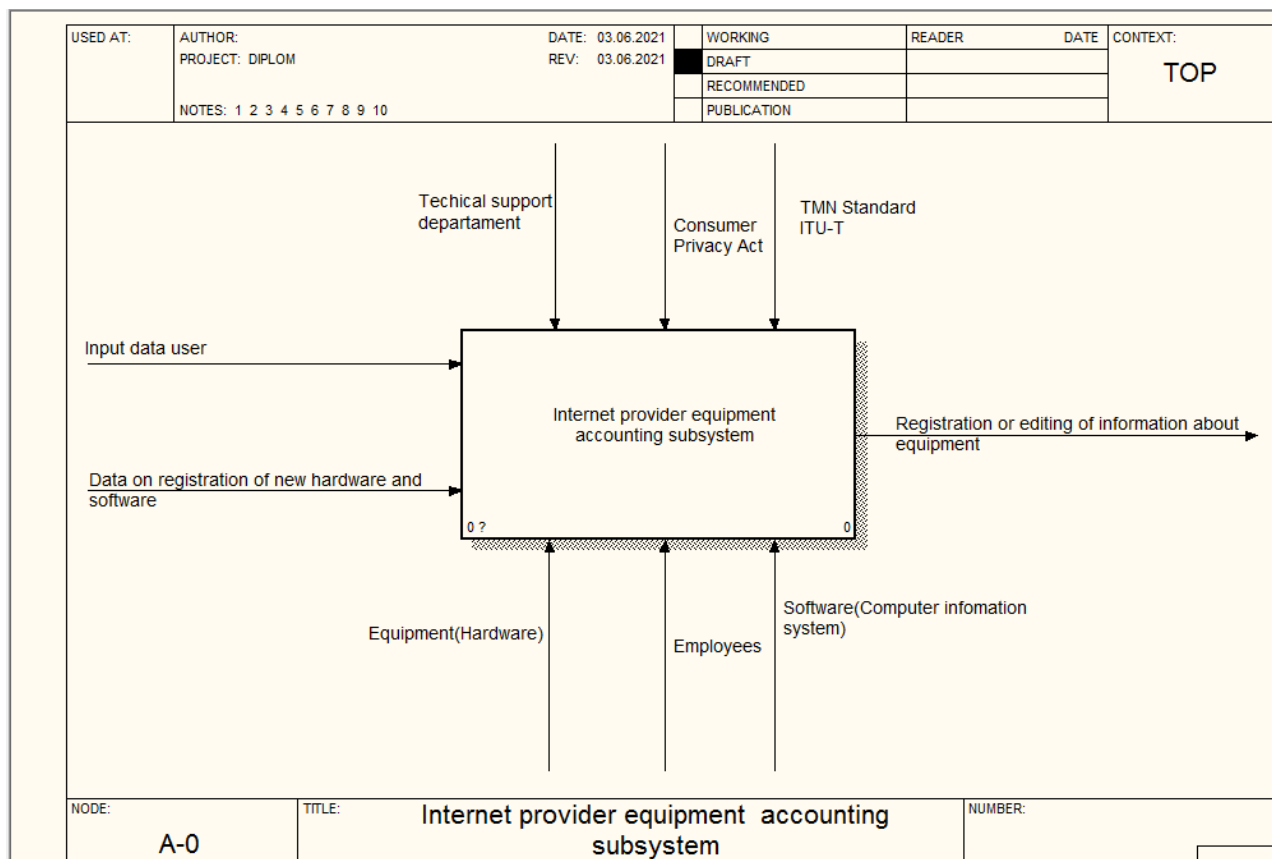 USED AT:
AUTHOR:
DATE: 03.06.2021
PROJECT: DIPLOM
REV: 03.06.2021
NOTES: 1 2 3 4 5 6 7 8 9 10
WORKING
DRAFT
RECOMMENDED
PUBLICATION
READER DATE
CONTEXT:
TOP
Techical support
departament
Consumer
Privacy Act
TMN Standard
ITU-T
Input data user
Data on registration of new hardware and
software
Internet provider equipment
accounting subsystem
0 ?
0
Registration or editing of information about
equipment
Equipment(Hardware)
Employees
Software(Computer infomation
system)
NODE:
A-0
TITLE:
Internet provider equipment accounting
subsystem
NUMBER: